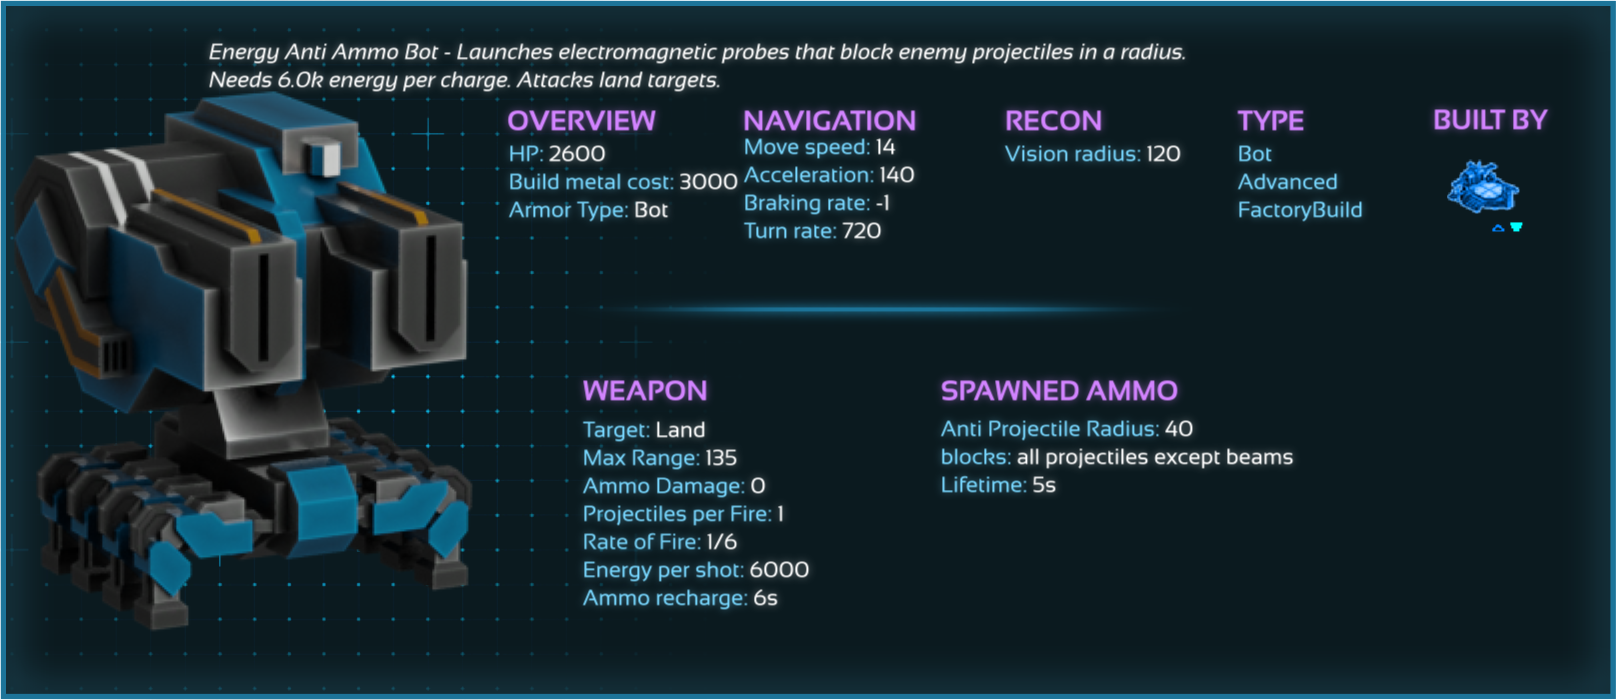 Energy Anti Ammo Bot - Launches electromagnetic probes that block enemy projectiles in a radius.
Needs 6.0k energy per charge. Attacks land targets.
OVERVIEW
HP: 2600
Build metal cost: 3000
Armor Type: Bot
NAVIGATION
Move speed: 14
Acceleration: 140
Braking rate: -1
Turn rate: 720
RECON
Vision radius: 120
TYPE
Bot
Advanced
FactoryBuild
BUILT BY
WEAPON
Target: Land
Max Range: 135
Ammo Damage: 0
Projectiles per Fire: 1
Rate of Fire: 1/6
Energy per shot: 6000
Ammo recharge: 6s
SPAWNED AMMO
Anti Projectile Radius: 40
blocks: all projectiles except beams
Lifetime: 5s